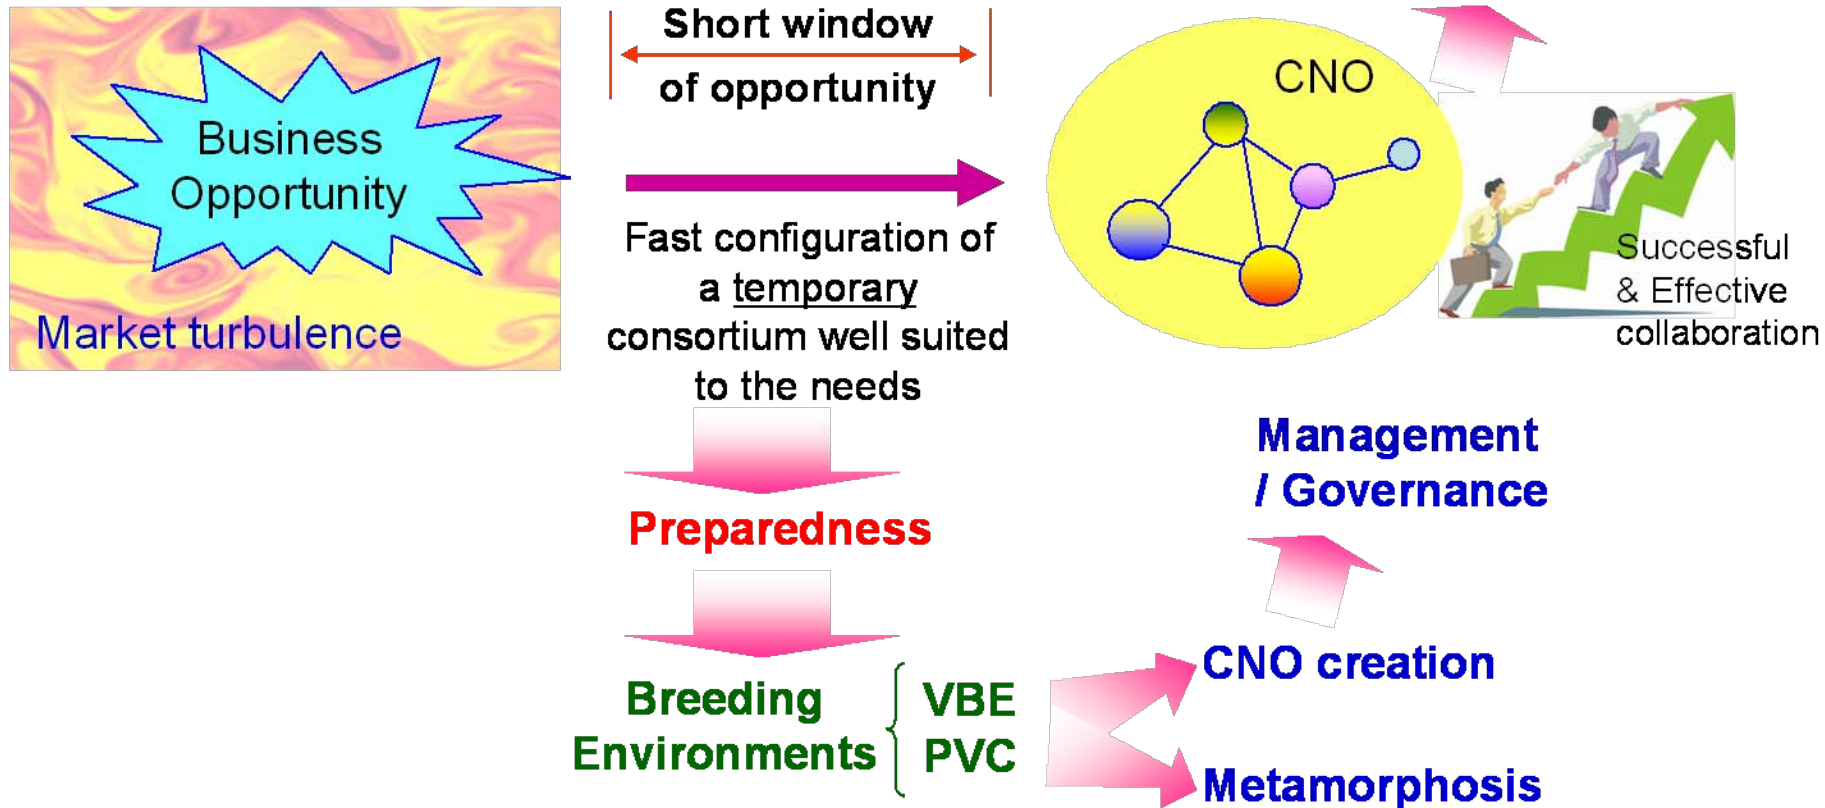 Business
Opportunity
Market turbulence
Short window
of opportunity
Fast configuration of
a temporary
consortium well suited
to the needs
CNO
Successful
& Effective
collaboration
Preparedness
Breeding
Environments
VBE
PVC
Management
/ Governance
CNO creation
Metamorphosis